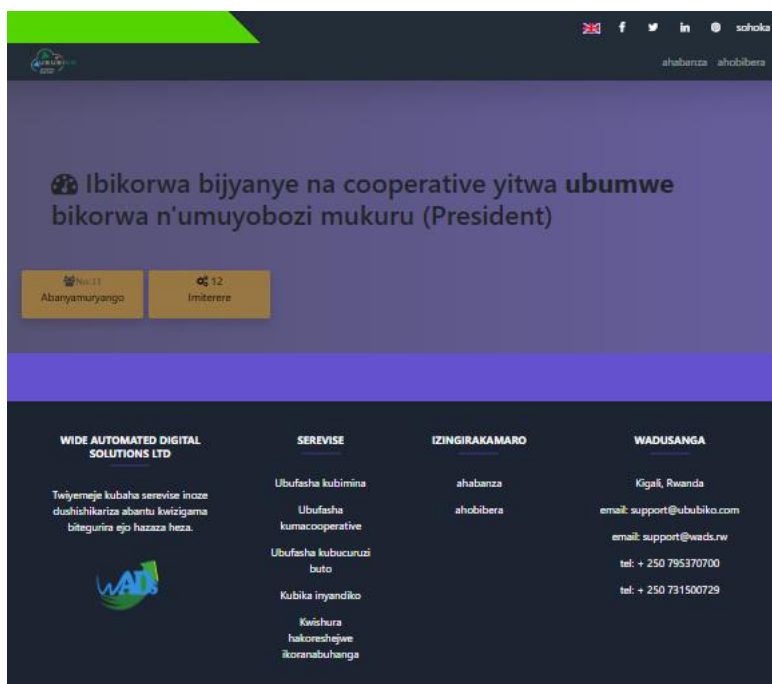 sohoka
ahabanza ahobibera
Ibikorwa bijyanye na cooperative yitwa ubumwe
bikorwa n'umuyobozi mukuru (President)
No:11
Abanyamuryango
12
Imiterere
WIDE AUTOMATED DIGITAL
SOLUTIONS LTD
Twiyemeje kubaha serevise inoze
dushishikariza abantu kwizigama
bitegurira ejo hazaza heza.
WADs
SEREVISE
Ubufasha kubimina
Ubufasha
kumacooperative
Ubufasha kubucuruzi
buto
Kubika inyandiko
Kwishura
hakoreshejwe
ikoranabuhanga
IZINGIRAKAMARO
ahabanza
ahobibera
WADUSANGA
Kigali, Rwanda
email: support@ububiko.com
email: support@wads.rw
tel: + 250 795370700
tel: + 250 731500729